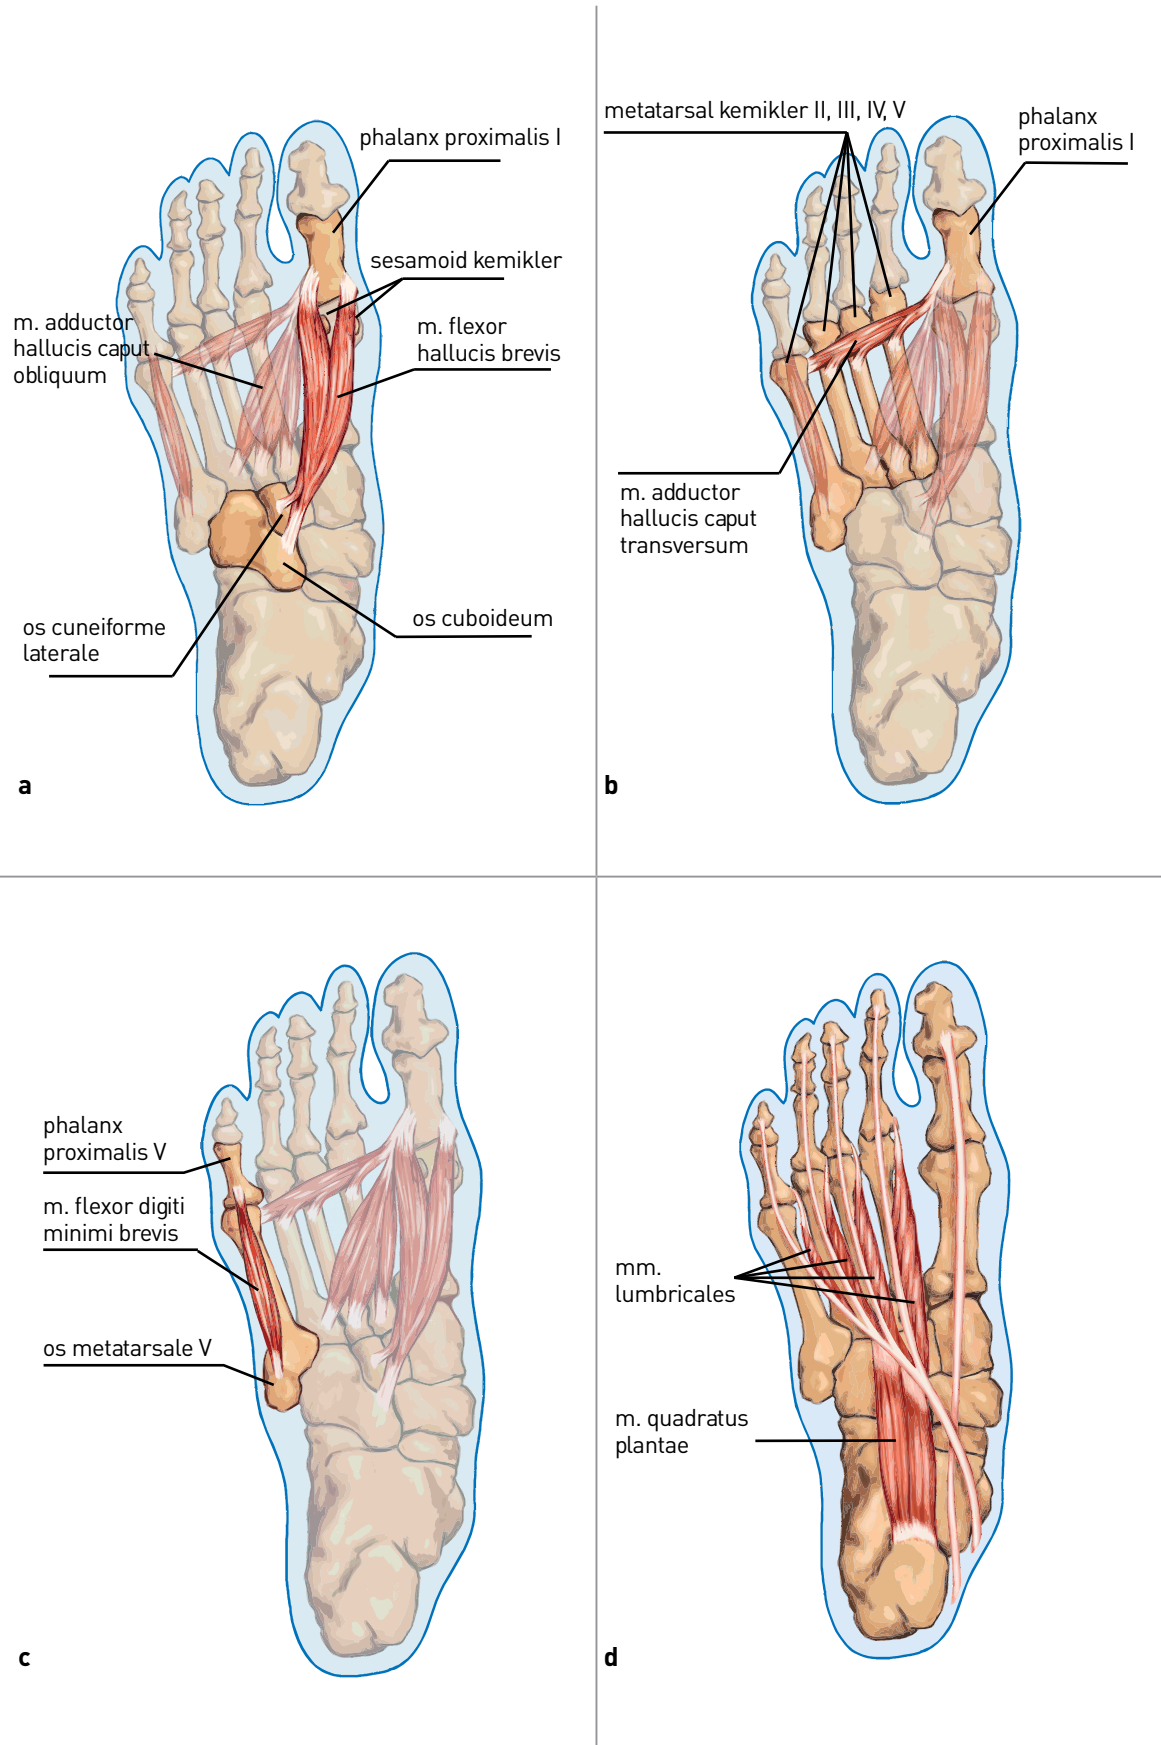 phalanx proximalis I
sesamoid kemikler
m. adductor
hallucis caput
obliquum
m. flexor
hallucis brevis
os cuneiforme
laterale
os cuboideum
a
metatarsal kemikler II, III, IV, V
phalanx
proximalis I
m. adductor
hallucis caput
transversum
b
phalanx
proximalis V
m. flexor digiti
minimi brevis
os metatarsale V
c
mm.
lumbricales
m. quadratus
plantae
d